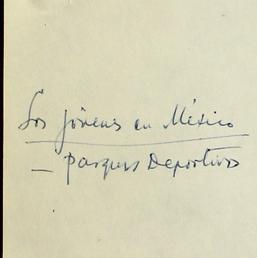 Los jóvenes en México
— parques Deportivos